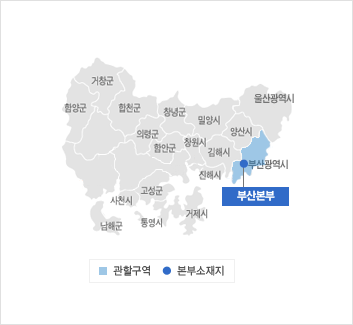 거창군
함양군
합천군
창녕군
울산광역시
밀양시
양산시
의령군
창원시
함안군
김해시
부산광역시
진해시
고성군
사천시
부산본부
거제시
통영시
남해군
관할구역
본부소재지